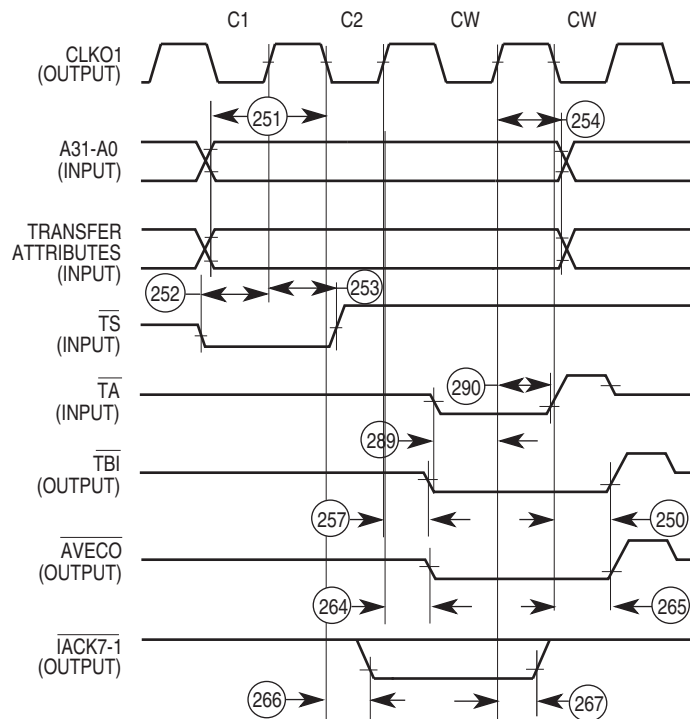 C1 C2 CW CW
CLKO1
(OUTPUT)
251
254
A31-A0
(INPUT)
TRANSFER
ATTRIBUTES
(INPUT)
252
253
TS
(INPUT)
290
TA
(INPUT)
289
TBI
(OUTPUT)
257
250
AVECO
(OUTPUT)
264
265
IACK7-1
(OUTPUT)
266
267